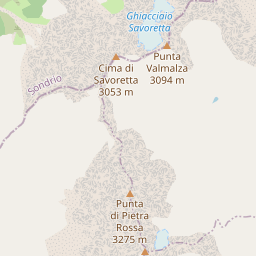 Ghiacciaio
Savoretta
Punta
Valmalza
3094 m
Cima di
Savoretta
3053 m
Sondrio
Punta
di Pietra
Rossa
3275 m